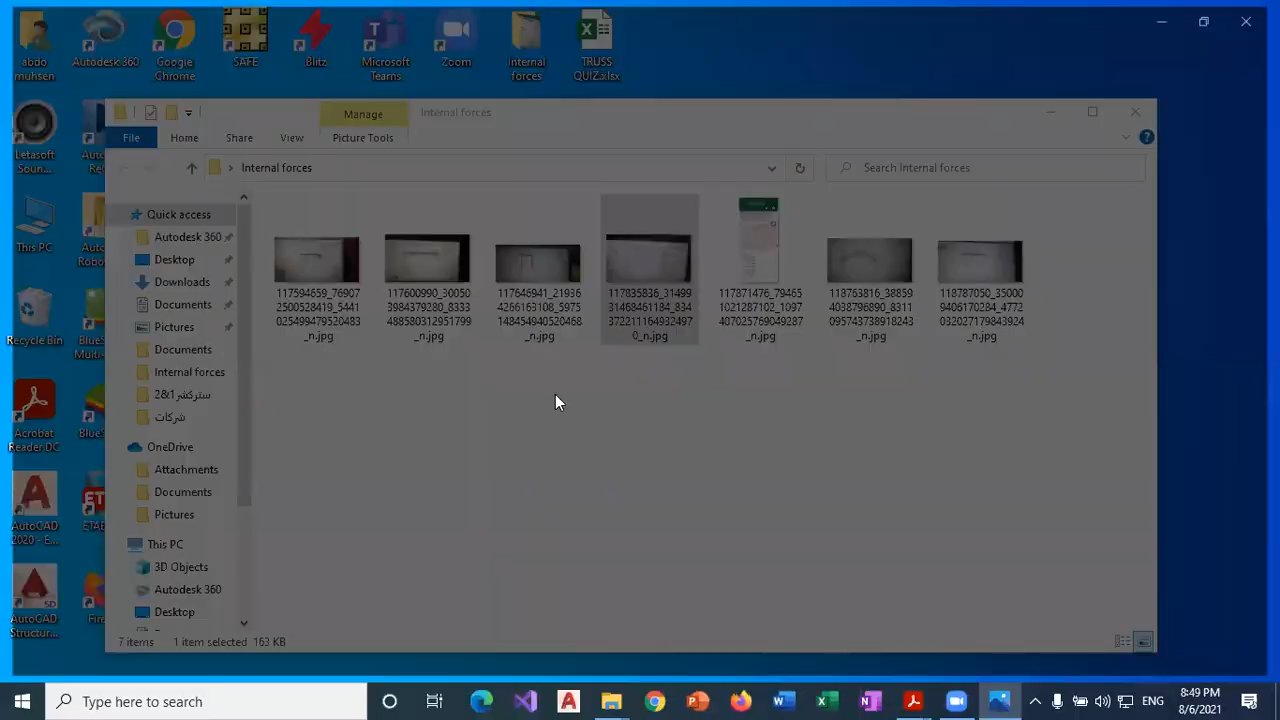 abdo muhsen
Autodesk 360
Google Chrome
SAFE
Blitz
Microsoft Teams
Zoom
Internal forces
TRUSS QUIZ.xlsx
Letasoft Soun...
This PC
Recycle Bin
Acrobat Reader DC
AutoCAD 2020 - E...
AutoCAD Structur...
Manage
Internal forces
File
Home
Share
View
Picture Tools
Internal forces
Search Internal forces
Quick access
Autodesk 360
Desktop
Downloads
Documents
Pictures
Documents
Internal forces
ستركشر 1&2
شركات
OneDrive
Attachments
Documents
Pictures
This PC
3D Objects
Autodesk 360
Desktop
117594659_76907
2500528419_5441
025499479520483
_n.jpg
117600990_30050
3984379280_8333
488580312951799
_n.jpg
117646941_21936
4266163108_5975
148454940520468
_n.jpg
117835836_31499
31468461184_834
372211164932497
0_n.jpg
117871476_79465
1021287102_1097
407025769049287
_n.jpg
118763816_38859
4038796890_8311
095743738918243
_n.jpg
118787050_35000
9406170284_4772
032027179843924
_n.jpg
7 items
1 item selected
163 KB
Type here to search
ENG
8:49 PM
8/6/2021